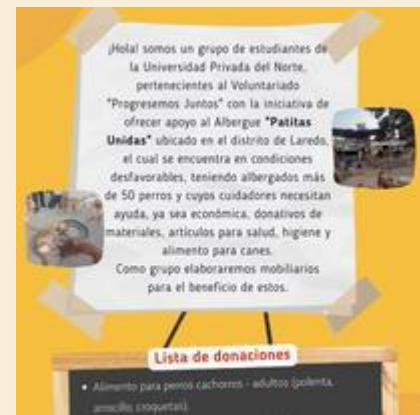 ¡Hola! somos un grupo de estudiantes de
la Universidad Privada del Norte,
pertenecientes al Voluntariado
"Progresemos Juntos" con la iniciativa de
ofrecer apoyo al Albergue "Patitas
Unidas" ubicado en el distrito de Laredo,
el cual se encuentra en condiciones
desfavorables, teniendo albergados más
de 50 perros y cuyos cuidadores necesitan
ayuda, ya sea económica, donativos de
materiales, artículos para salud, higiene y
alimento para canes.
Como grupo elaboraremos mobiliarios
para el beneficio de estos.
Lista de donaciones
• Alimento para perros cachorros - adultos (polenta,
arrocillo, croquetas).